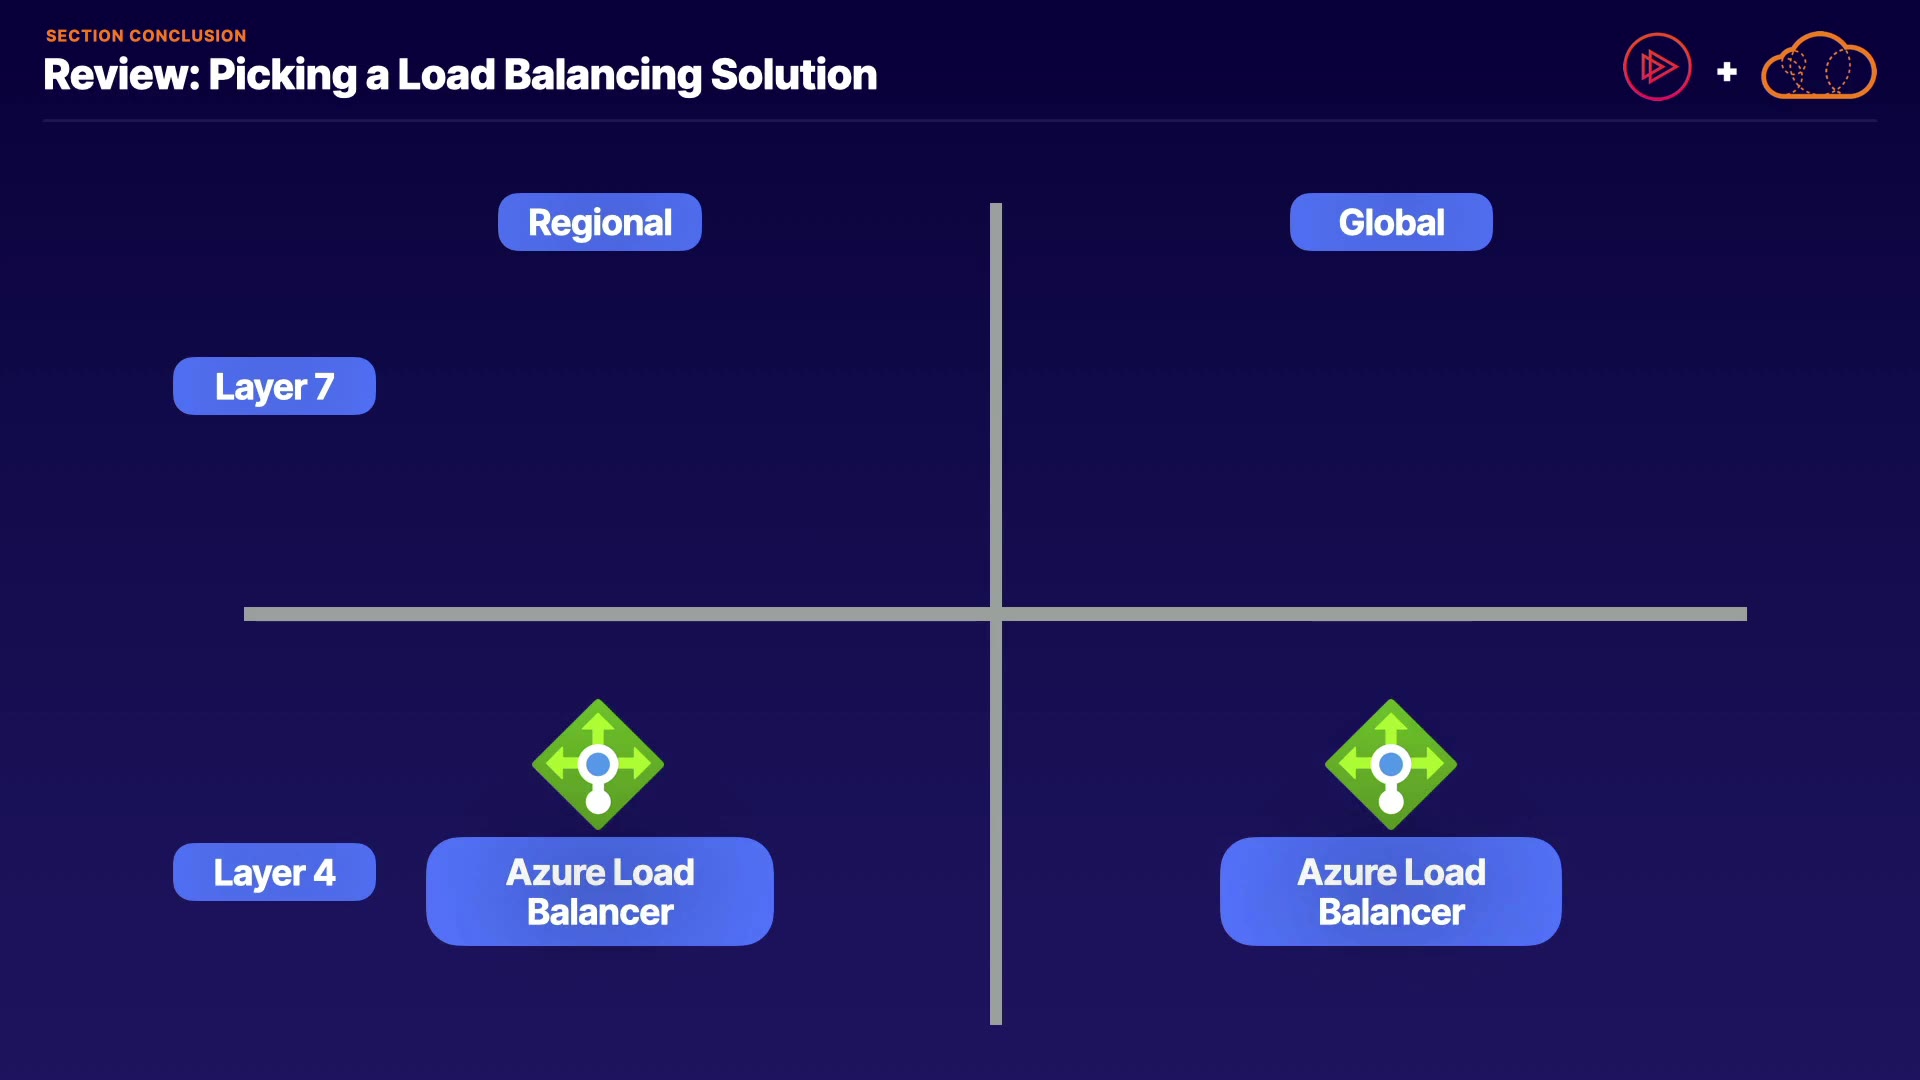 SECTION CONCLUSION
Review: Picking a Load Balancing Solution
Regional
Global
Layer 7
Layer 4
Azure Load
Balancer
Azure Load
Balancer